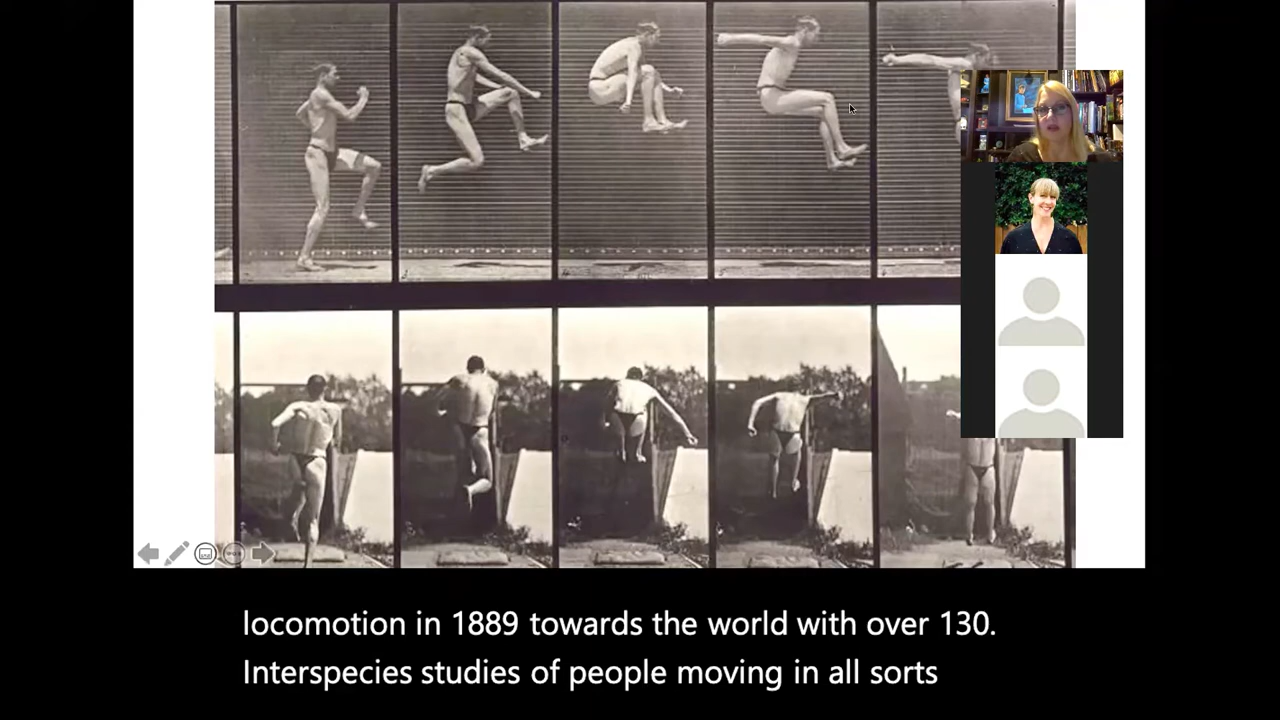 locomotion in 1889 towards the world with over 130.
Interspecies studies of people moving in all sorts